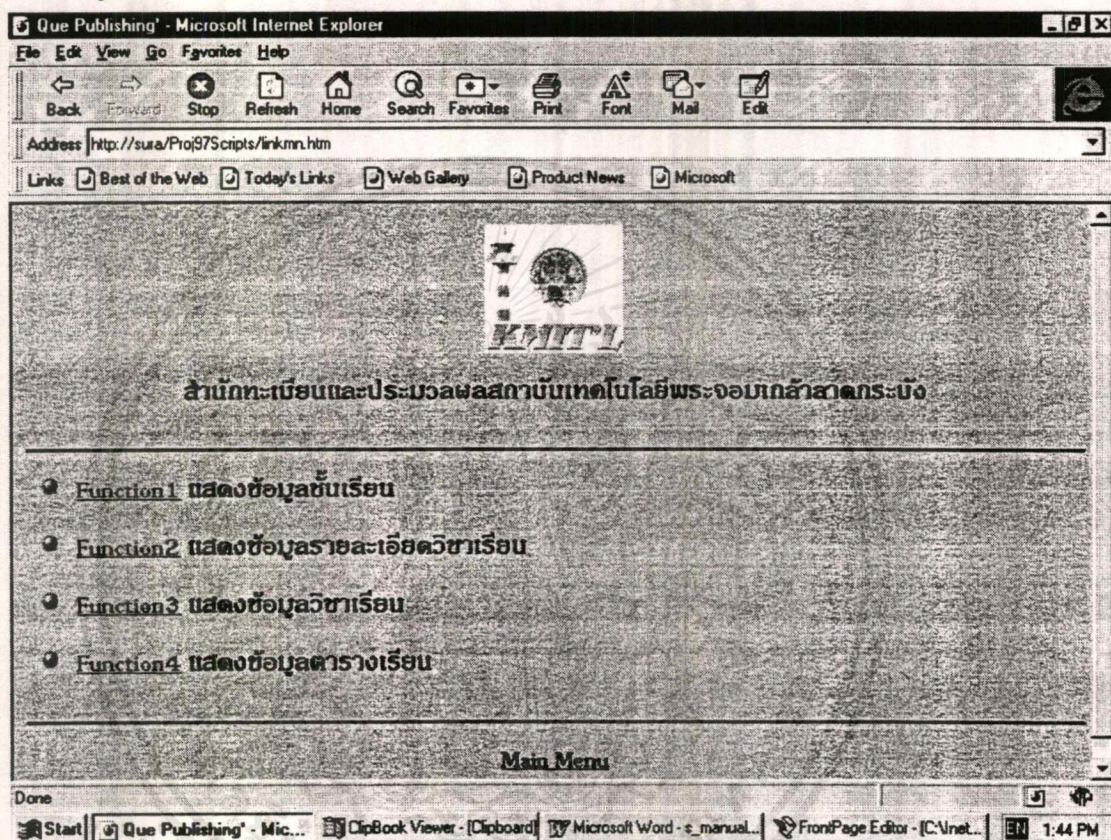 Que Publishing' - Microsoft Internet Explorer
File Edit View Go Favorites Help
Back Forward Stop Refresh Home Search Favorites Print Font Mail Edit
Address http://sura/Proj97Scripts/linkmn.htm
Links Best of the Web Today's Links Web Gallery Product News Microsoft
KMITL
สำนักทะเบียนและประมวลผลสถาบันเทคโนโลยีพระจอมเกล้าลาดกระบัง
Function1 แสดงข้อมูลชั้นเรียน
Function2 แสดงข้อมูลรายละเอียดวิชาเรียน
Function3 แสดงข้อมูลวิชาเรียน
Function4 แสดงข้อมูลตารางเรียน
Main Menu
Done
Start Que Publishing' - Mic... ClipBook Viewer - [Clipboard] Microsoft Word - s_manual... FrontPage Editor - [C:\Inet... EN 1:44 PM